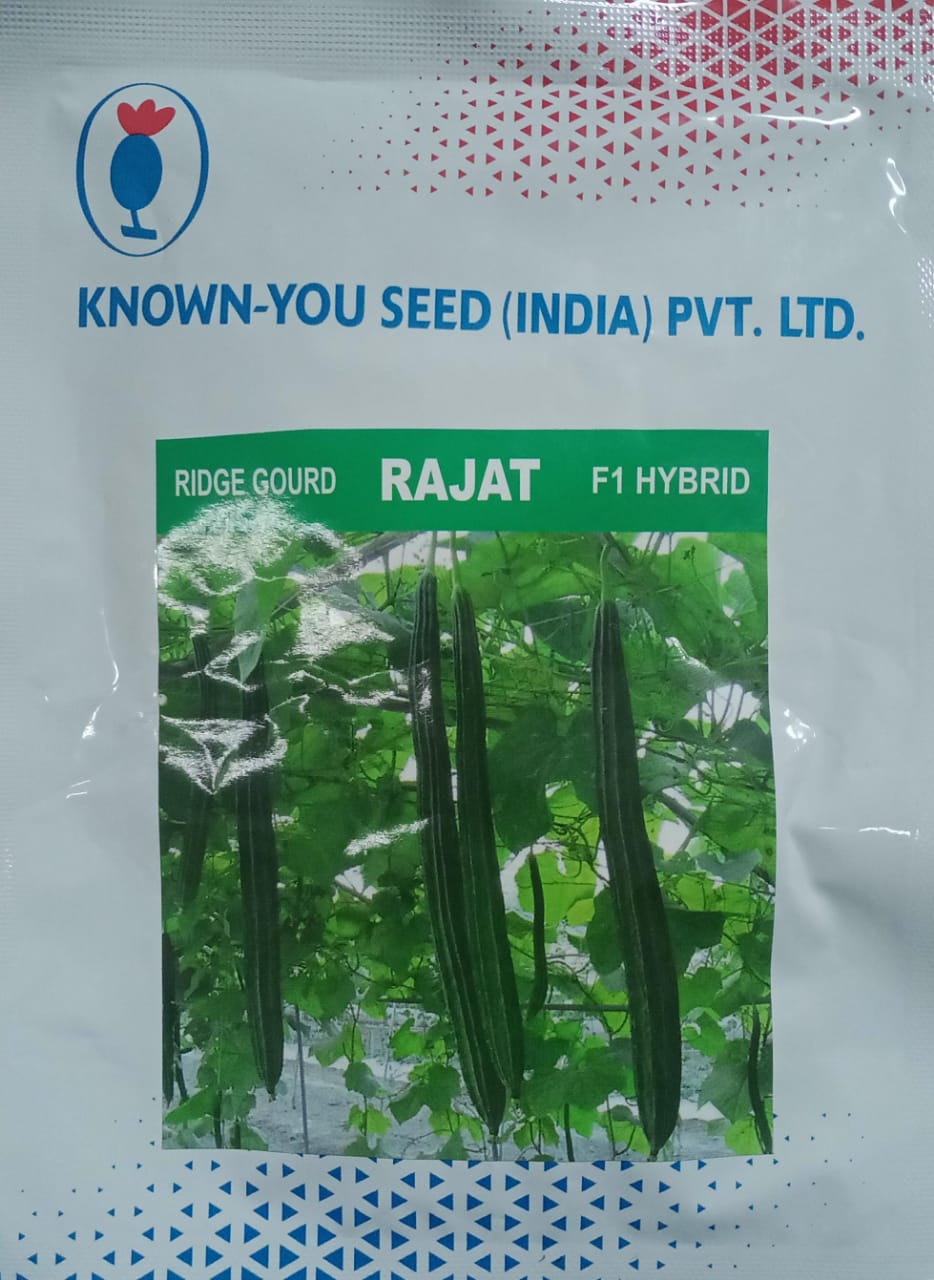 KNOWN-YOU SEED (INDIA) PVT. LTD.
RIDGE GOURD RAJAT F1 HYBRID